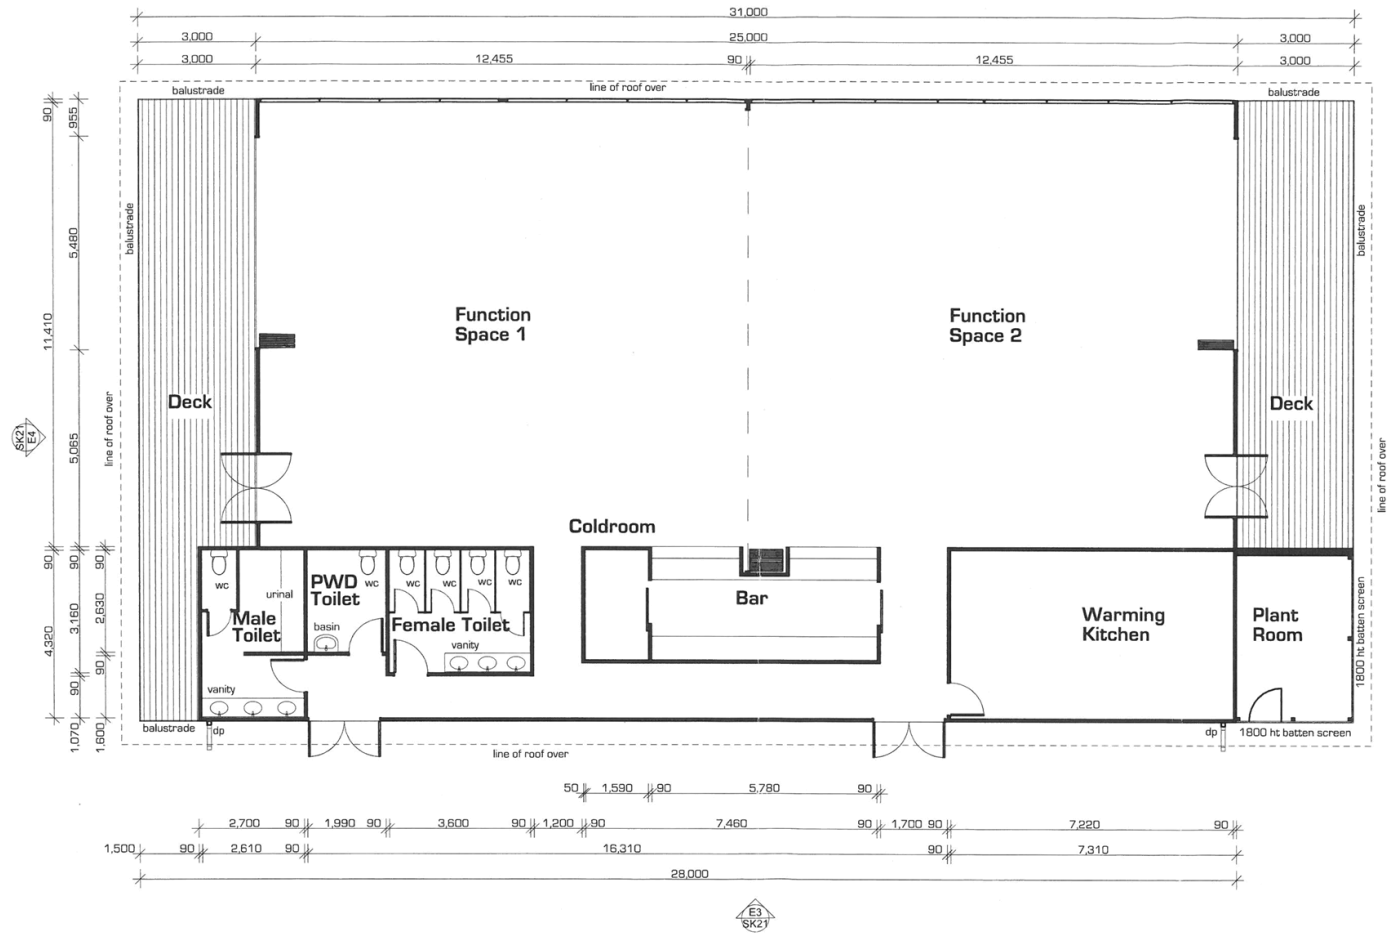 31,000
3,000 25,000 3,000
3,000 12,455 90 12,455 3,000
line of roof over
balustrade
balustrade
90
955
balustrade
balustrade
5,480
11,410
Function
Space 1
Function
Space 2
Deck
Deck
SK21
E4
5,065
line of roof over
line of roof over
Coldroom
90
90
90
wc
urinal
PWD
Toilet
wc
wc
wc
wc
wc
Bar
Male
Toilet
basin
Female Toilet
vanity
Warming
Kitchen
Plant
Room
4,320
3,160
2,630
90
90
vanity
1800 ht batten screen
1.070
1.600
balustrade
dp
dp
1800 ht batten screen
line of roof over
50 1,590 90 5,780 90
2,700 90 1,990 90 3,600 90 1,200 90 7,460 90 1,700 90 7,220 90
1,500 90 2,610 90 16,310 90 7,310
28,000
E3
SK21